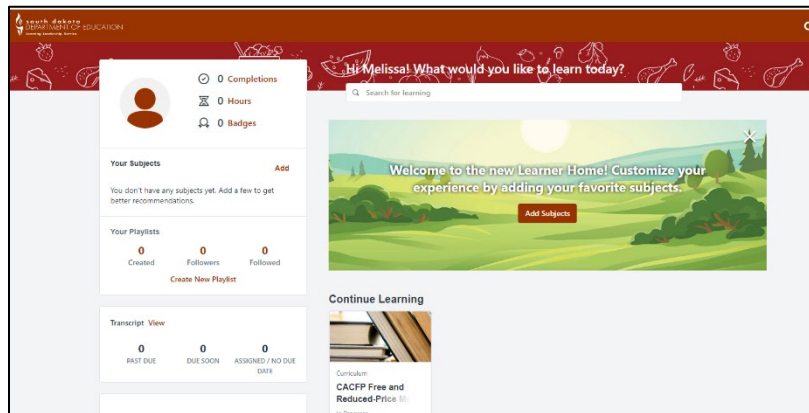 south dakota
DEPARTMENT OF EDUCATION
Learning. Leadership. Service.
Hi Melissa! What would you like to learn today?
Search for learning
0 Completions
0 Hours
0 Badges
Your Subjects
Add
You don't have any subjects yet. Add a few to get
better recommendations.
Your Playlists
0 0 0
Created Followers Followed
Create New Playlist
Transcript View
0 0 0
PAST DUE DUE SOON ASSIGNED / NO DUE
DATE
Welcome to the new Learner Home! Customize your
experience by adding your favorite subjects.
Add Subjects
Continue Learning
Curriculum
CACFP Free and
Reduced-Price